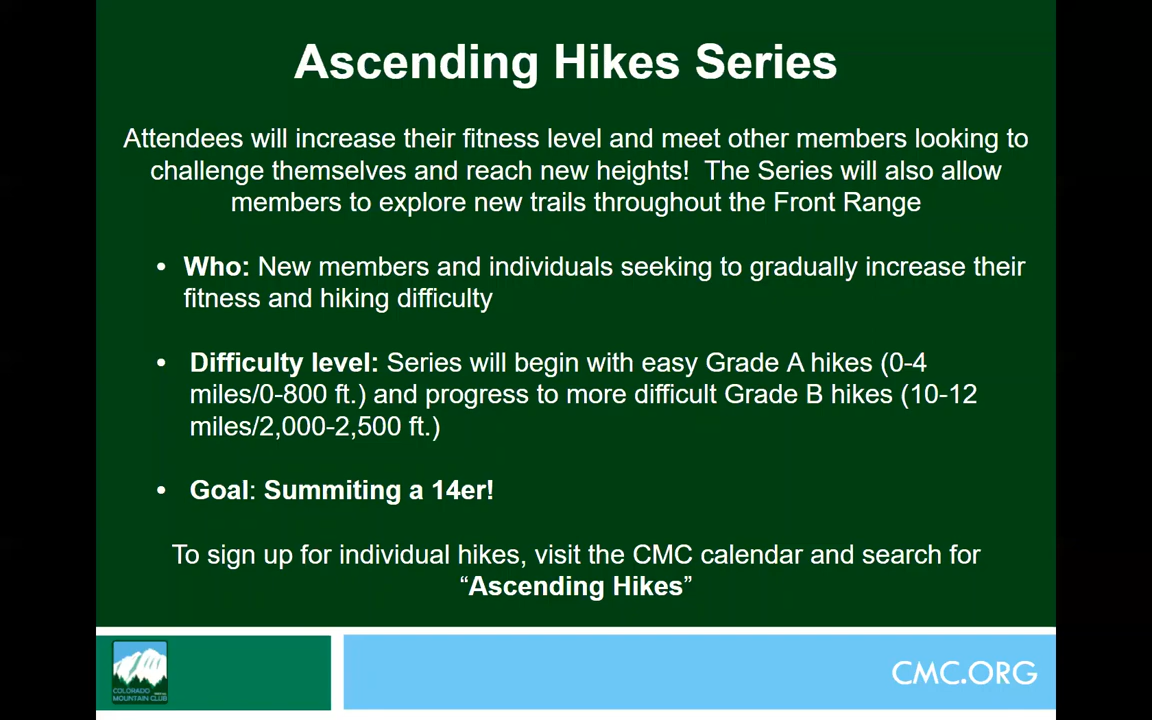 Ascending Hikes Series
Attendees will increase their fitness level and meet other members looking to
challenge themselves and reach new heights!  The Series will also allow
members to explore new trails throughout the Front Range
• Who: New members and individuals seeking to gradually increase their
fitness and hiking difficulty
• Difficulty level: Series will begin with easy Grade A hikes (0-4
miles/0-800 ft.) and progress to more difficult Grade B hikes (10-12
miles/2,000-2,500 ft.)
• Goal: Summiting a 14er!
To sign up for individual hikes, visit the CMC calendar and search for
“Ascending Hikes”
COLORADO
MOUNTAIN CLUB
CMC.ORG